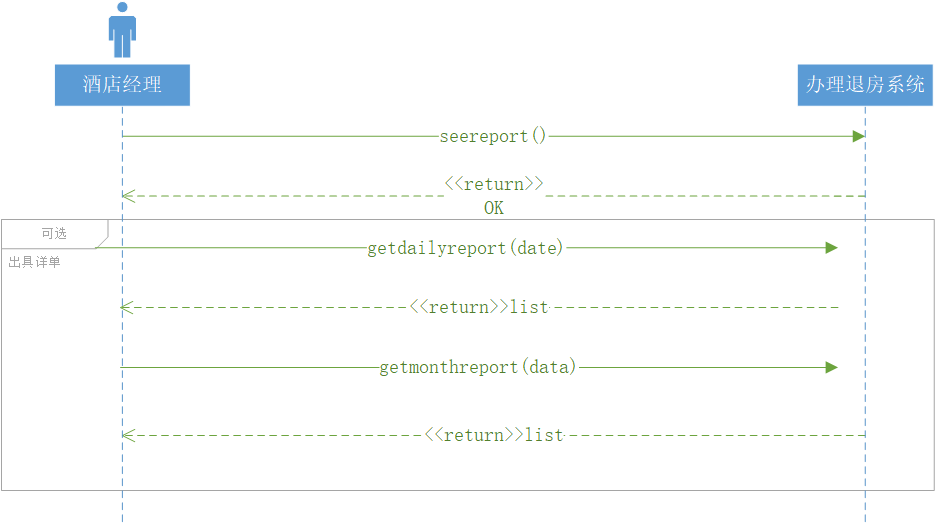 酒店经理
办理退房系统
seereport()
<<return>>
OK
可选
getdailyreport(date)
出具详单
<<return>>list
getmonthreport(data)
<<return>>list